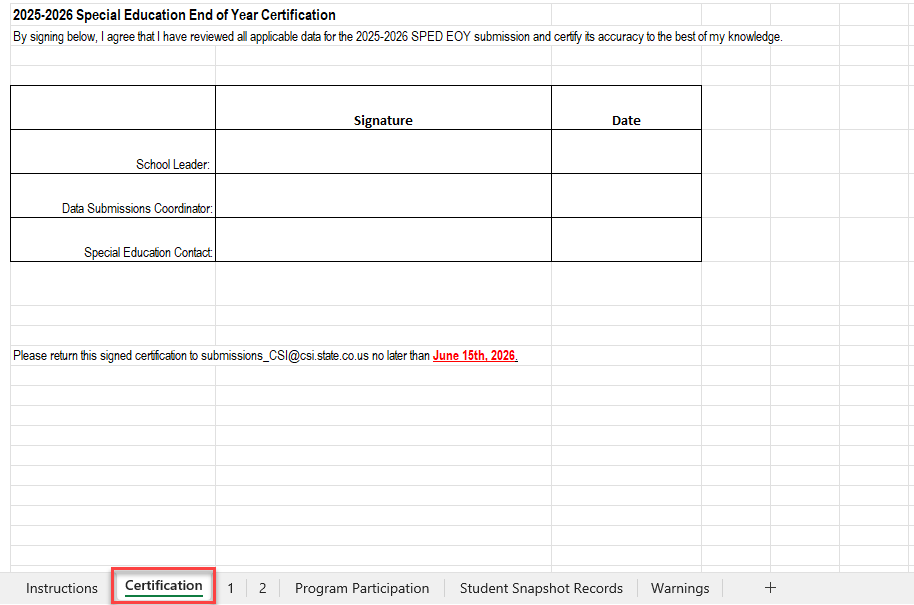 2025-2026 Special Education End of Year Certification
By signing below, I agree that I have reviewed all applicable data for the 2025-2026 SPED EOY submission and certify its accuracy to the best of my knowledge.
Signature Date
School Leader:
Data Submissions Coordinator:
Special Education Contact:
Please return this signed certification to submissions_CSI@csi.state.co.us no later than June 15th, 2026.
Instructions Certification 1 2 Program Participation Student Snapshot Records Warnings +